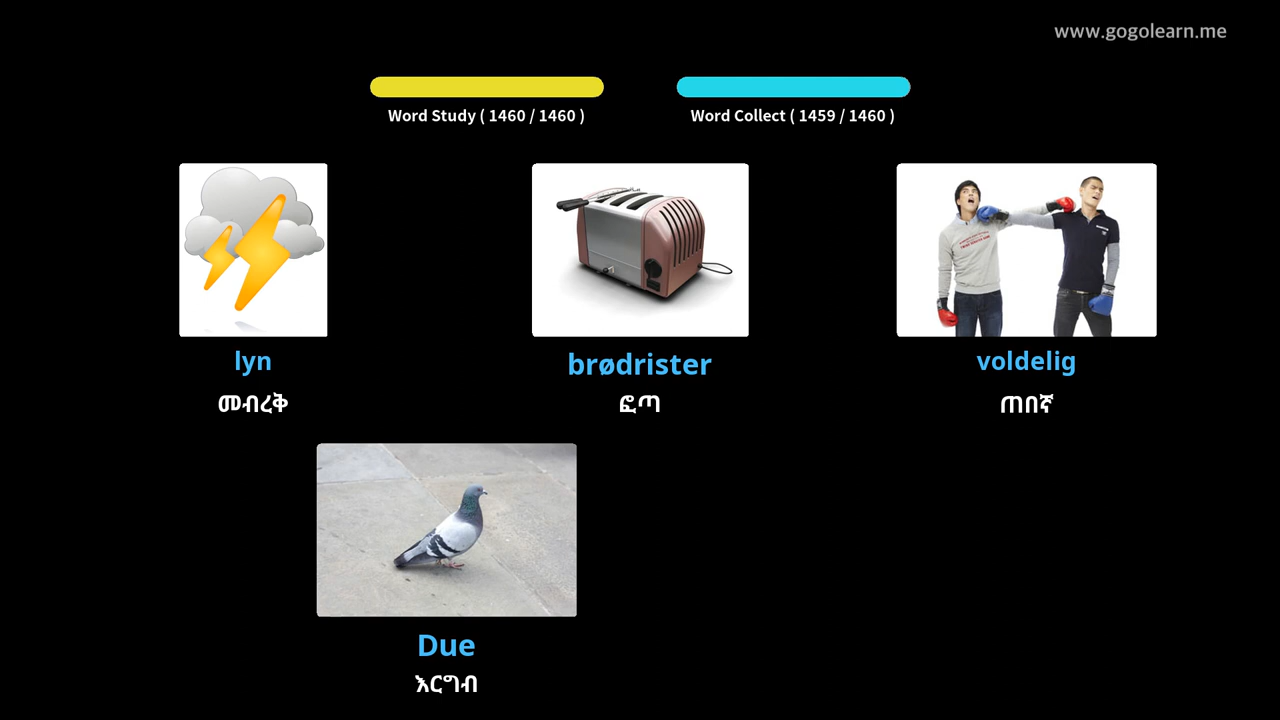 www.gogolearn.me
Word Study ( 1460 / 1460 )
Word Collect ( 1459 / 1460 )
lyn
brødrister
voldelig
መብረቅ
ፎጣ
ጠበኛ
Due
እርግብ